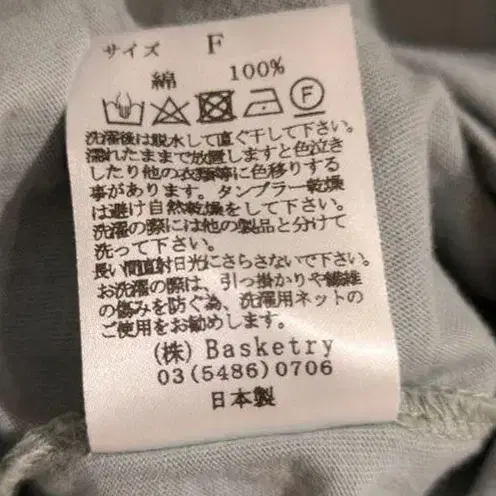 サイズ F
綿 100%
F
洗濯後は脱水して直ぐ干して下さい。
濡れたままで放置しますと色泣き
したり他の衣類等に色移りする
事があります。タンブラー乾燥
は避け自然乾燥をして下さい。
洗濯の際には他の製品と分けて
洗って下さい。
長い間直射日光にさらさないで下さい。
お洗濯の際は、引っ掛かりや繊維
の傷みを防ぐ為、洗濯用ネットの
ご使用をお勧めします。
(株) Basketry
03(5486)0706
日本製